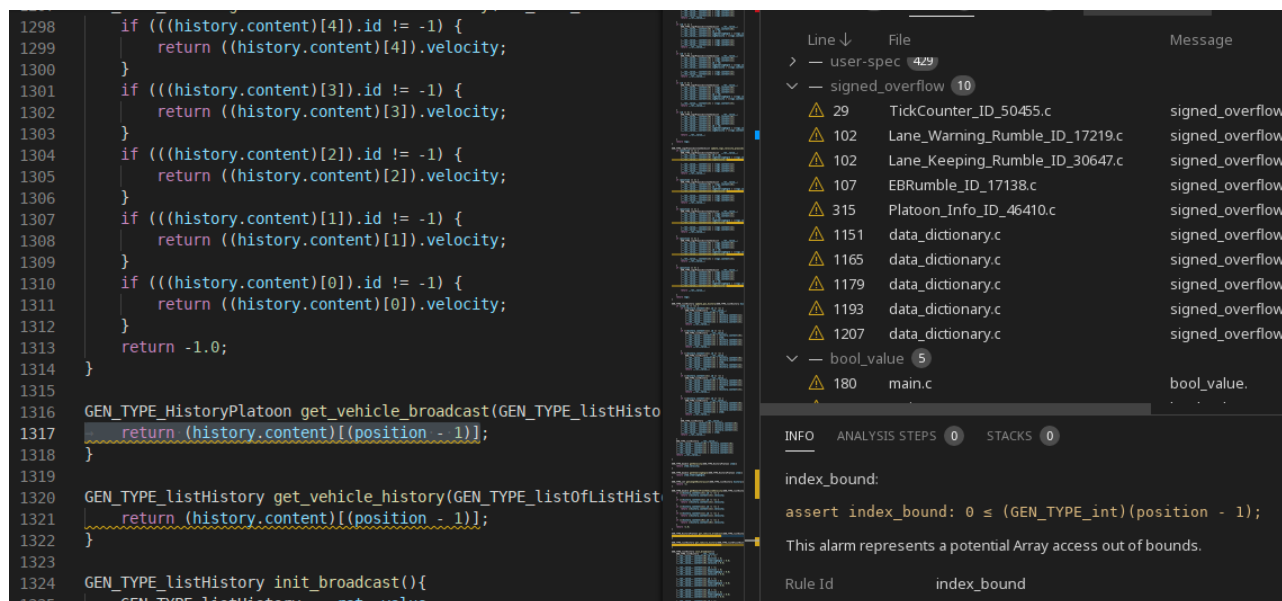 1298 if (((history.content)[4]).id != -1) {
1299 return ((history.content)[4]).velocity;
1300 }
1301 if (((history.content)[3]).id != -1) {
1302 return ((history.content)[3]).velocity;
1303 }
1304 if (((history.content)[2]).id != -1) {
1305 return ((history.content)[2]).velocity;
1306 }
1307 if (((history.content)[1]).id != -1) {
1308 return ((history.content)[1]).velocity;
1309 }
1310 if (((history.content)[0]).id != -1) {
1311 return ((history.content)[0]).velocity;
1312 }
1313 return -1.0;
1314 }
1315
1316 GEN_TYPE_HistoryPlatoon get_vehicle_broadcast(GEN_TYPE_listHisto
1317 return (history.content)[(position - 1)];
1318 }
1319
1320 GEN_TYPE_listHistory get_vehicle_history(GEN_TYPE_listOfListHist
1321 return (history.content)[(position - 1)];
1322 }
1323
1324 GEN_TYPE_listHistory init_broadcast(){
Line ↓ File Message
> — user-spec 429
— signed_overflow 10
29 TickCounter_ID_50455.c signed_overflow
102 Lane_Warning_Rumble_ID_17219.c signed_overflow
102 Lane_Keeping_Rumble_ID_30647.c signed_overflow
107 EBRumble_ID_17138.c signed_overflow
315 Platoon_Info_ID_46410.c signed_overflow
1151 data_dictionary.c signed_overflow
1165 data_dictionary.c signed_overflow
1179 data_dictionary.c signed_overflow
1193 data_dictionary.c signed_overflow
1207 data_dictionary.c signed_overflow
— bool_value 5
180 main.c bool_value.
INFO ANALYSIS STEPS 0 STACKS 0
index_bound:
assert index_bound: 0 ≤ (GEN_TYPE_int)(position - 1);
This alarm represents a potential Array access out of bounds.
Rule Id index_bound